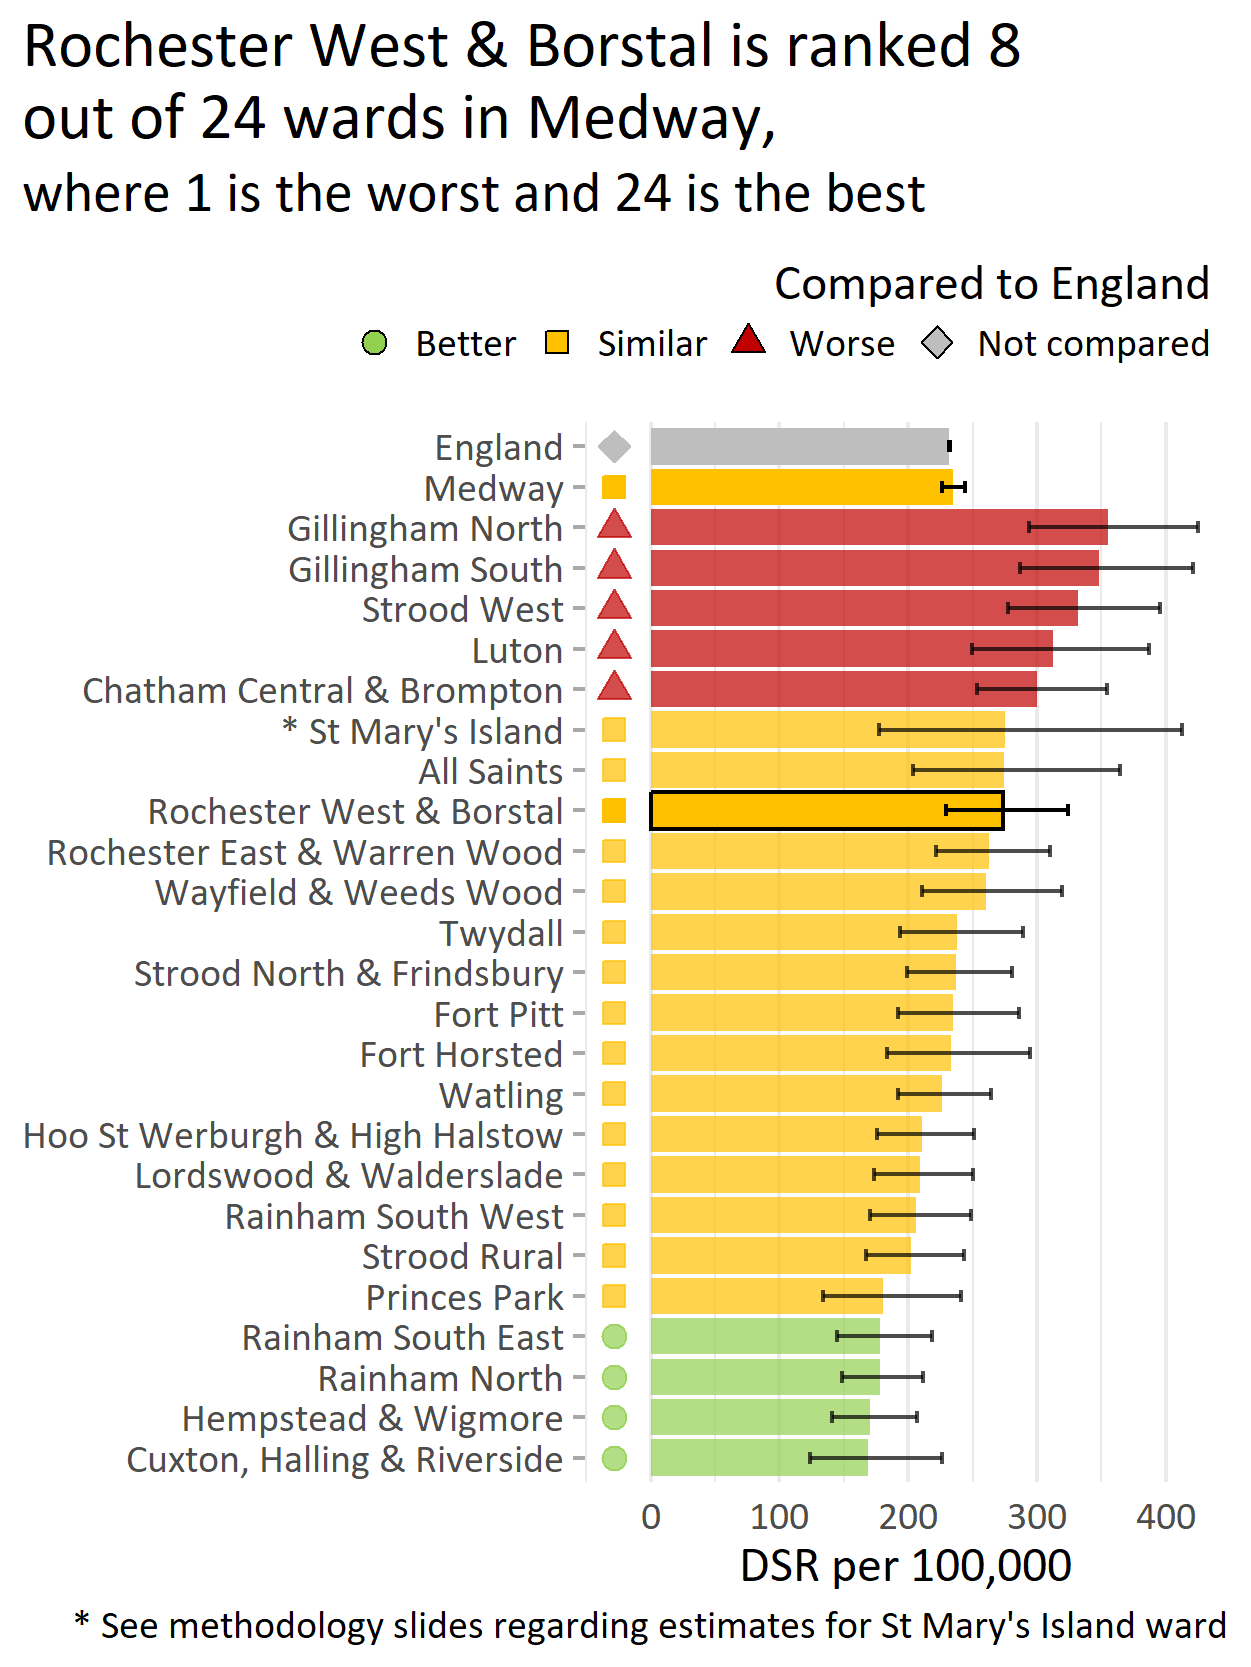 Rochester West & Borstal is ranked 8
out of 24 wards in Medway,
where 1 is the worst and 24 is the best
Compared to England
Better Similar Worse Not compared
England
Medway
Gillingham North
Gillingham South
Strood West
Luton
Chatham Central & Brompton
* St Mary's Island
All Saints
Rochester West & Borstal
Rochester East & Warren Wood
Wayfield & Weeds Wood
Twydall
Strood North & Frindsbury
Fort Pitt
Fort Horsted
Watling
Hoo St Werburgh & High Halstow
Lordswood & Walderslade
Rainham South West
Strood Rural
Princes Park
Rainham South East
Rainham North
Hempstead & Wigmore
Cuxton, Halling & Riverside
0 100 200 300 400
DSR per 100,000
* See methodology slides regarding estimates for St Mary's Island ward